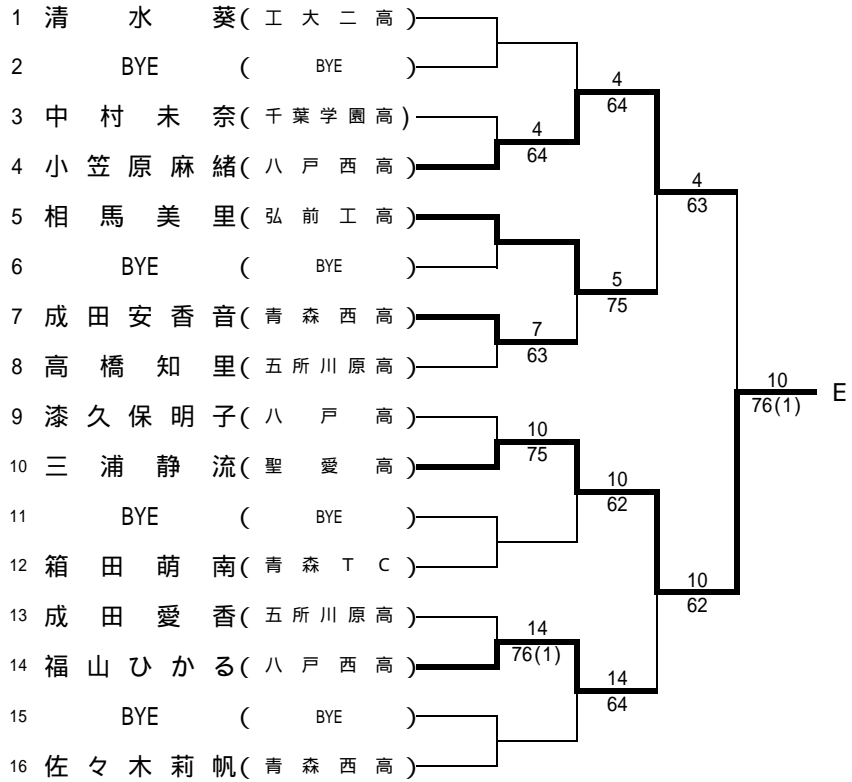 1 清水葵(工大二高)
2 BYE (BYE)
4
64
3 中村未奈(千葉学園高)
4
64
4 小笠原麻緒(八戸西高)
4
63
5 相馬美里(弘前工高)
6 BYE (BYE)
5
75
7 成田安香音(青森西高)
7
63
8 高橋知里(五所川原高)
10
76(1)
E
9 漆久保明子(八戸高)
10
75
10 三浦静流(聖愛高)
10
62
11 BYE (BYE)
12 箱田萌南(青森TC)
10
62
13 成田愛香(五所川原高)
14
76(1)
14 福山ひかる(八戸西高)
14
64
15 BYE (BYE)
16 佐々木莉帆(青森西高)